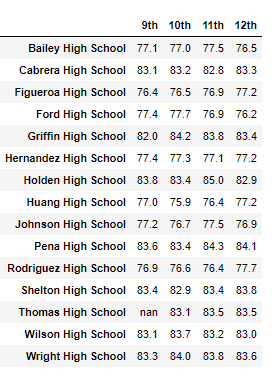 9th 10th 11th 12th
Bailey High School 77.1 77.0 77.5 76.5
Cabrera High School 83.1 83.2 82.8 83.3
Figueroa High School 76.4 76.5 76.9 77.2
Ford High School 77.4 77.7 76.9 76.2
Griffin High School 82.0 84.2 83.8 83.4
Hernandez High School 77.4 77.3 77.1 77.2
Holden High School 83.8 83.4 85.0 82.9
Huang High School 77.0 75.9 76.4 77.2
Johnson High School 77.2 76.7 77.5 76.9
Pena High School 83.6 83.4 84.3 84.1
Rodriguez High School 76.9 76.6 76.4 77.7
Shelton High School 83.4 82.9 83.4 83.8
Thomas High School nan 83.1 83.5 83.5
Wilson High School 83.1 83.7 83.2 83.0
Wright High School 83.3 84.0 83.8 83.6